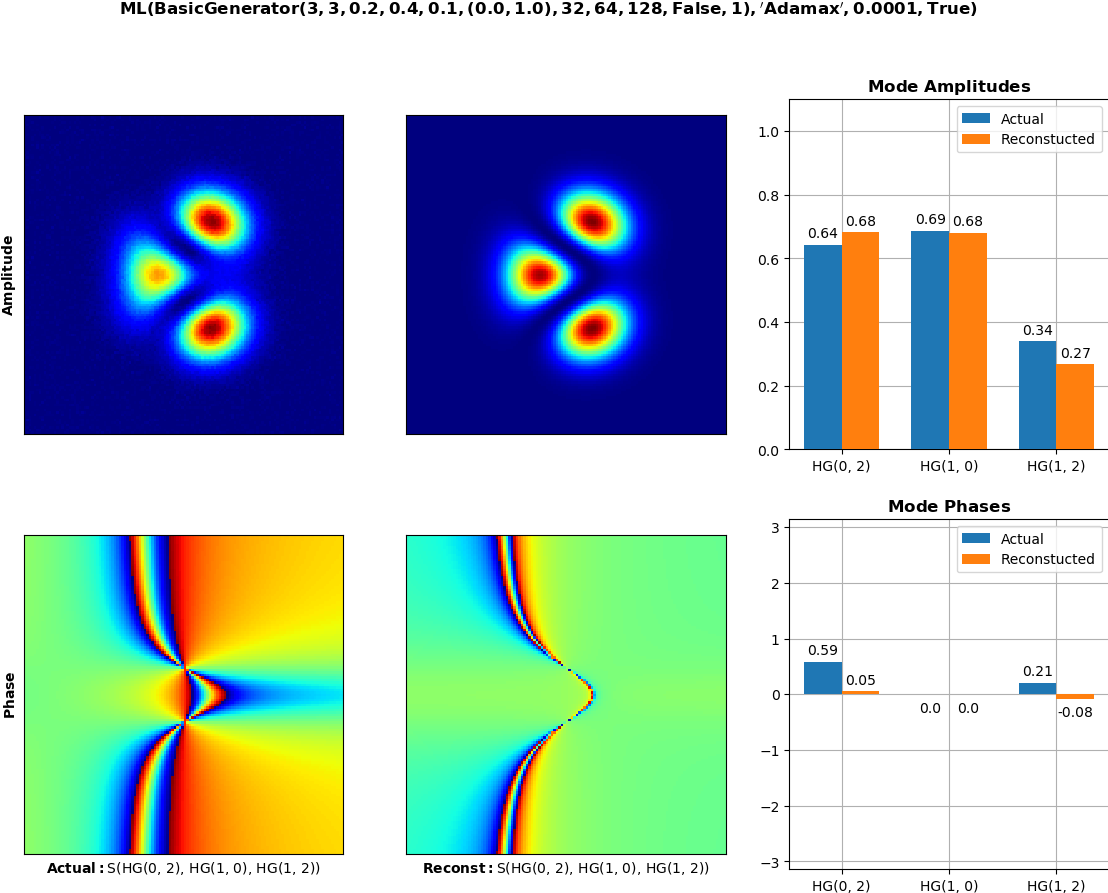 ML(BasicGenerator(3, 3, 0.2, 0.4, 0.1, (0.0, 1.0), 32, 64, 128, False, 1), 'Adamax', 0.0001, True)
Amplitude
Mode Amplitudes
Actual
Reconstucted
1.0
0.8
0.6
0.4
0.2
0.0
0.64
0.68
0.69
0.68
0.34
0.27
HG(0, 2)
HG(1, 0)
HG(1, 2)
Phase
Actual: S(HG(0, 2), HG(1, 0), HG(1, 2))
Reconst: S(HG(0, 2), HG(1, 0), HG(1, 2))
Mode Phases
Actual
Reconstucted
3
2
1
0
−1
−2
−3
0.59
0.05
0.0
0.0
0.21
-0.08
HG(0, 2)
HG(1, 0)
HG(1, 2)